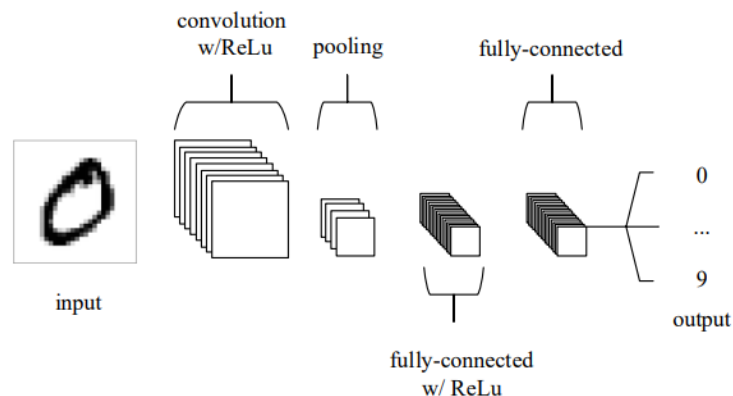 convolution
w/ReLu
pooling
fully-connected
0
...
9
input
output
fully-connected
w/ ReLu